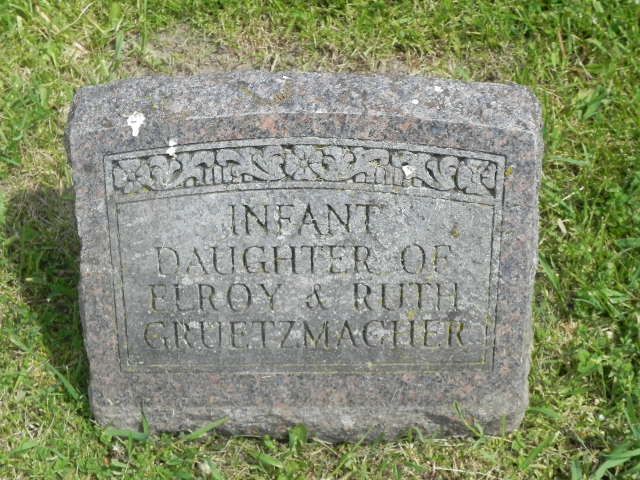 INFANT
DAUGHTER OF
ELROY & RUTH
GRUETZMACHER